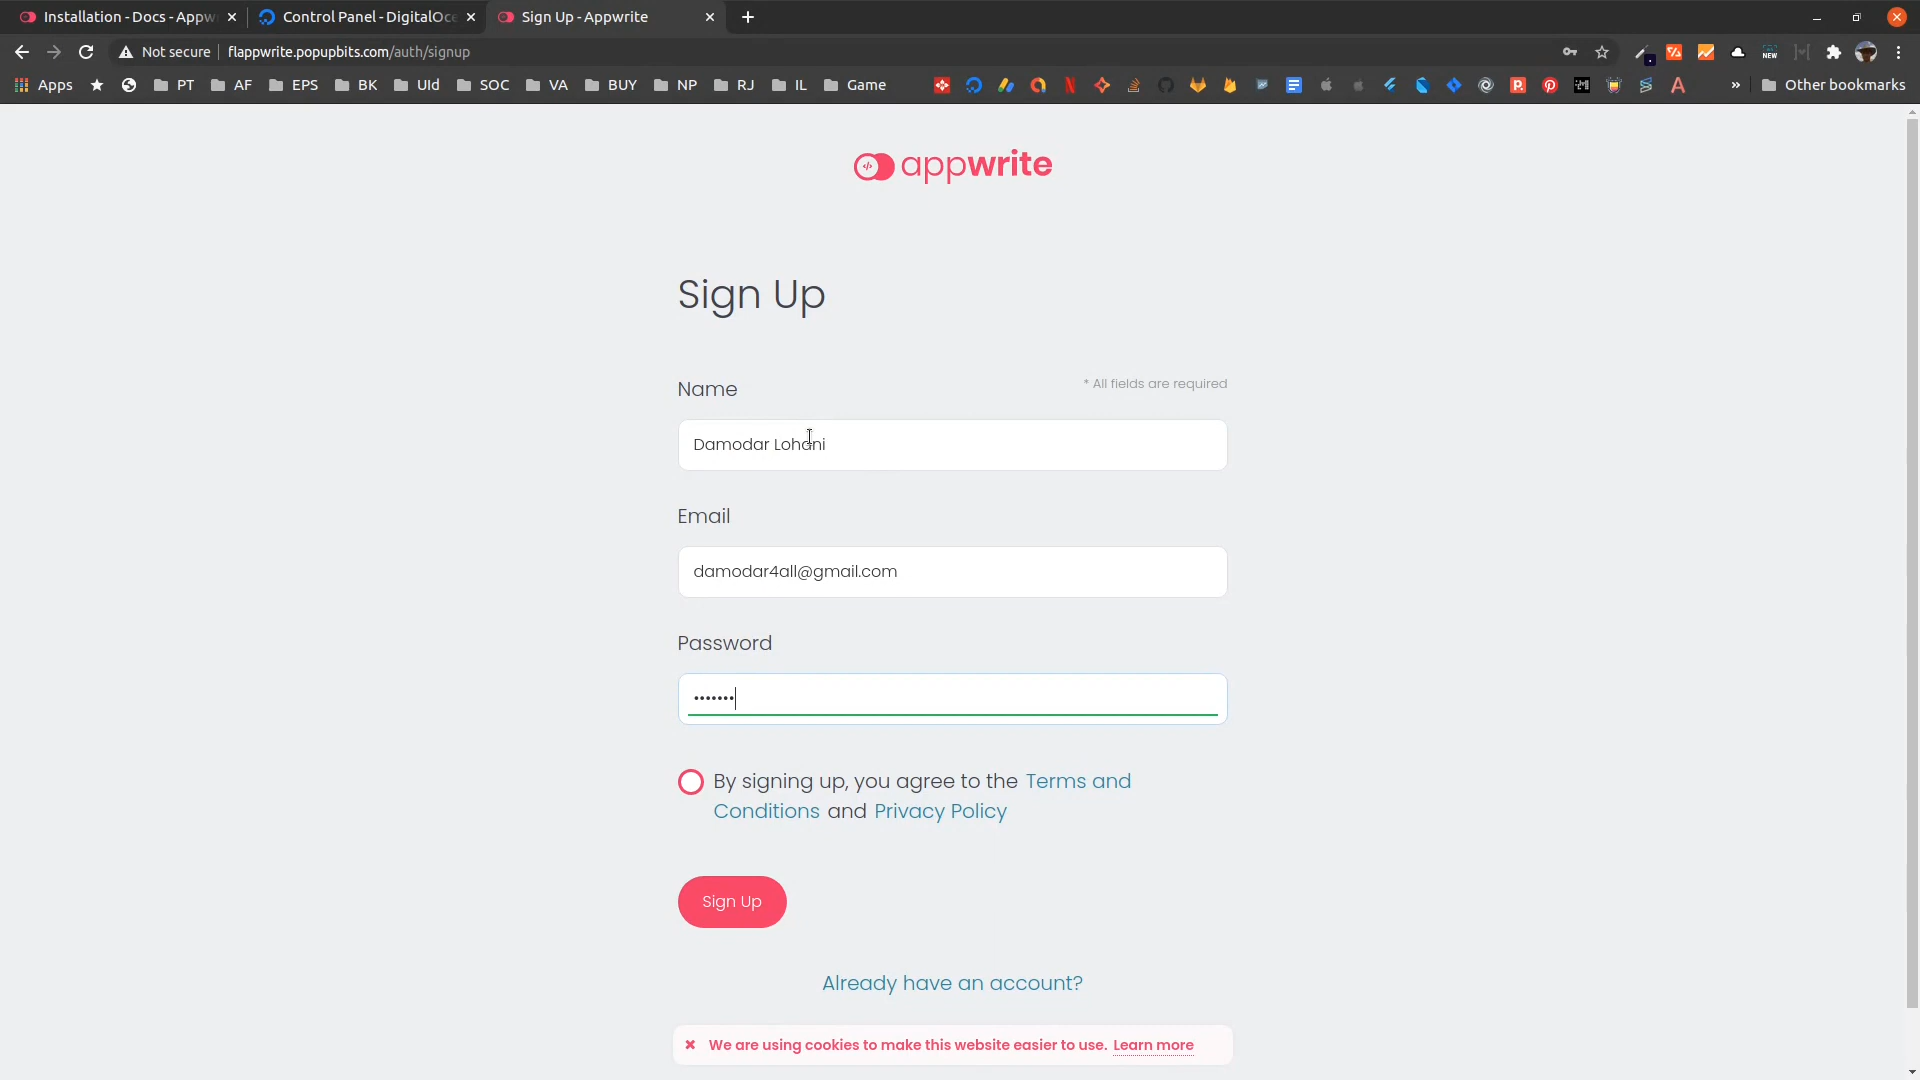 Installation - Docs - Appw
Control Panel - DigitalOce
Sign Up - Appwrite
Not secure
flappwrite.popupbits.com/auth/signup
Apps
PT
AF
EPS
BK
UId
SOC
VA
BUY
NP
RJ
IL
Game
Other bookmarks
appwrite
Sign Up
Name
* All fields are required
Damodar Lohani
Email
damodar4all@gmail.com
Password
•••••••
By signing up, you agree to the Terms and
Conditions and Privacy Policy
Sign Up
Already have an account?
We are using cookies to make this website easier to use. Learn more